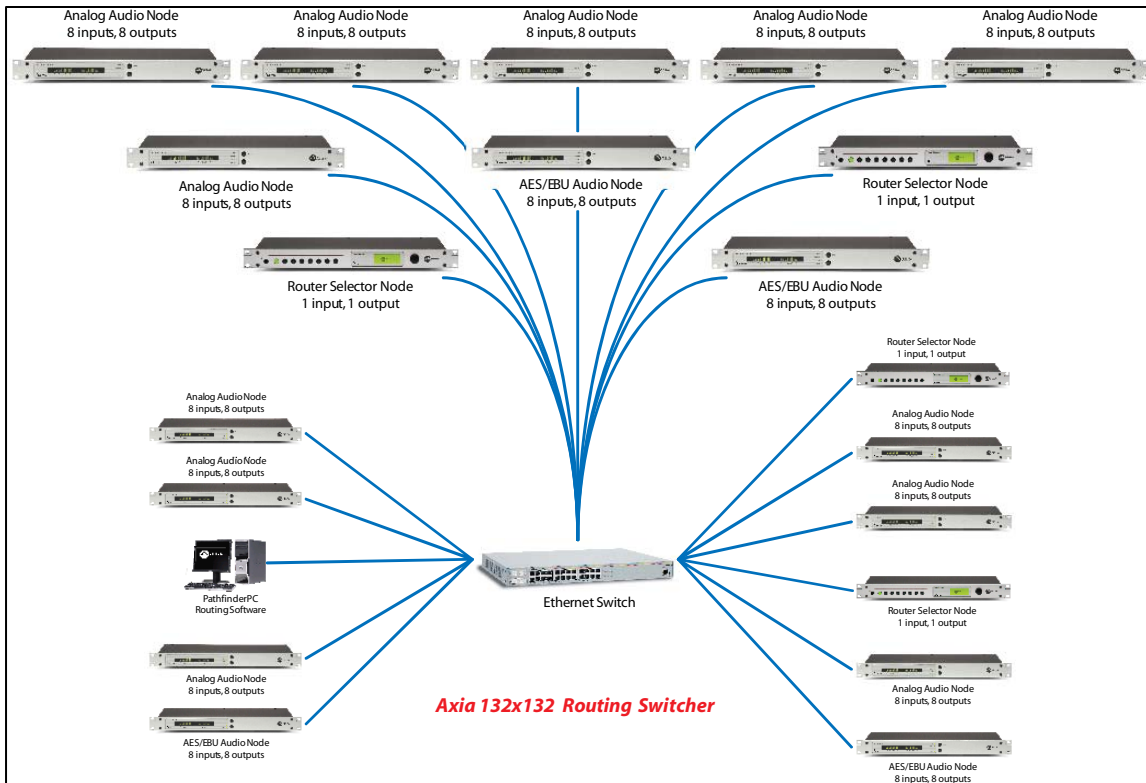 Analog Audio Node
8 inputs, 8 outputs
Analog Audio Node
8 inputs, 8 outputs
Analog Audio Node
8 inputs, 8 outputs
Analog Audio Node
8 inputs, 8 outputs
Analog Audio Node
8 inputs, 8 outputs
Analog Audio Node
8 inputs, 8 outputs
AES/EBU Audio Node
8 inputs, 8 outputs
Router Selector Node
1 input, 1 output
Router Selector Node
1 input, 1 output
AES/EBU Audio Node
8 inputs, 8 outputs
Analog Audio Node
8 inputs, 8 outputs
Analog Audio Node
8 inputs, 8 outputs
PathfinderPC
Routing Software
Analog Audio Node
8 inputs, 8 outputs
AES/EBU Audio Node
8 inputs, 8 outputs
Ethernet Switch
Axia 132x132 Routing Switcher
Router Selector Node
1 input, 1 output
Analog Audio Node
8 inputs, 8 outputs
Analog Audio Node
8 inputs, 8 outputs
Router Selector Node
1 input, 1 output
Analog Audio Node
8 inputs, 8 outputs
AES/EBU Audio Node
8 inputs, 8 outputs